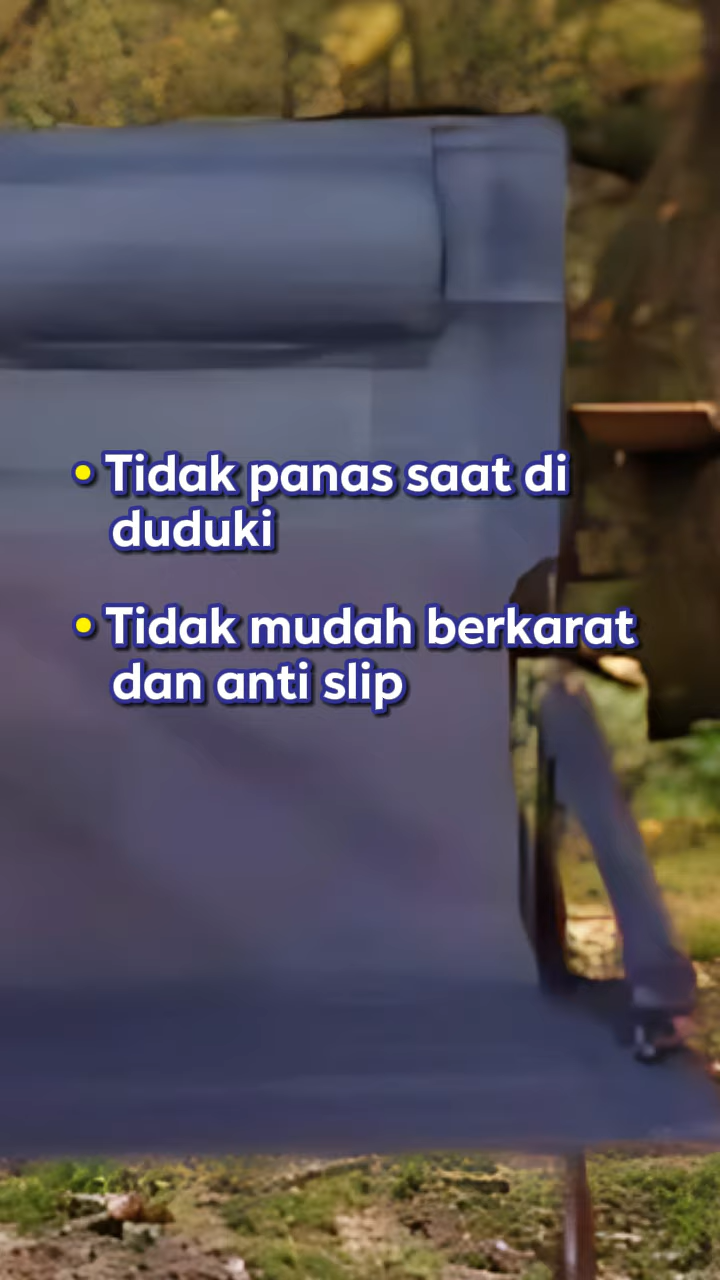 • Tidak panas saat di
duduki
• Tidak mudah berkarat
dan anti slip